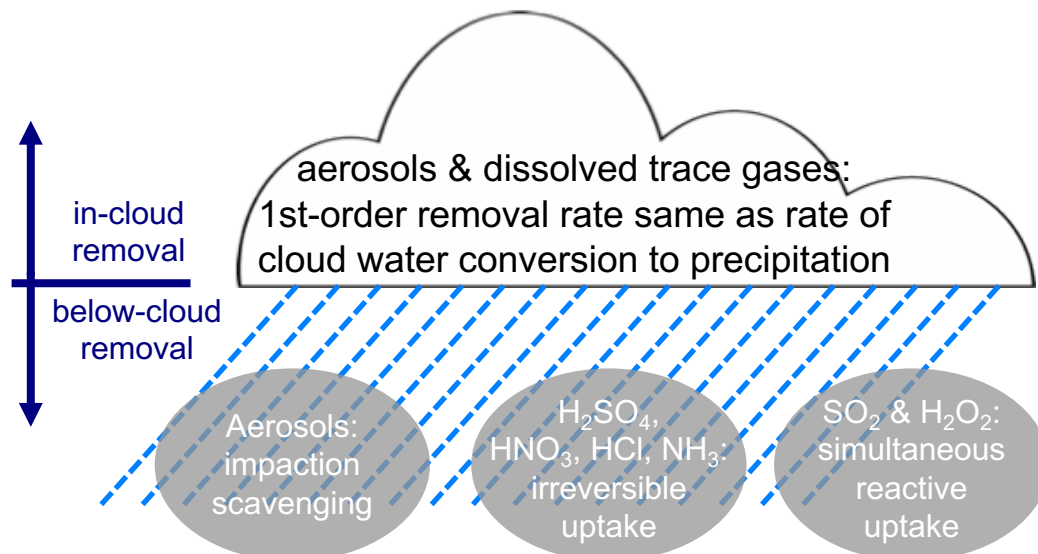 aerosols & dissolved trace gases:
1st-order removal rate same as rate of
cloud water conversion to precipitation
in-cloud
removal
below-cloud
removal
Aerosols:
impaction
scavenging
H₂SO₄,
HNO₃, HCl, NH₃:
irreversible
uptake
SO₂ & H₂O₂:
simultaneous
reactive
uptake